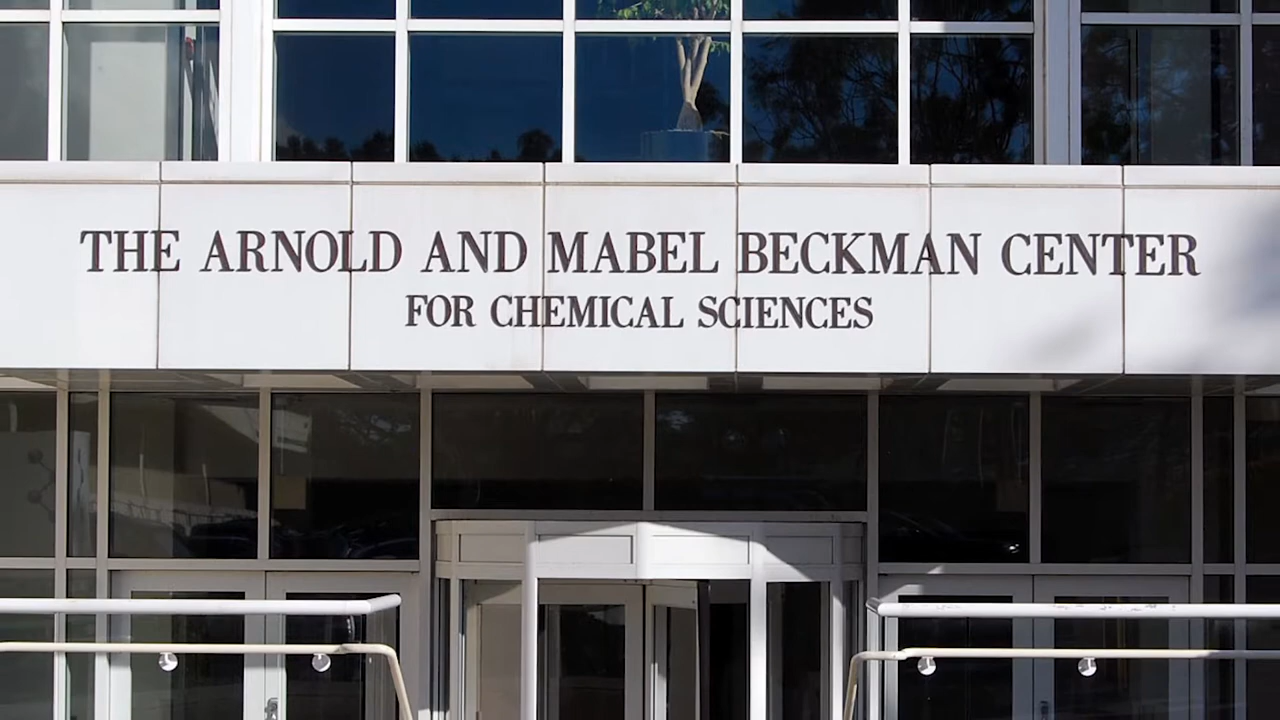 THE ARNOLD AND MABEL BECKMAN CENTER
FOR CHEMICAL SCIENCES